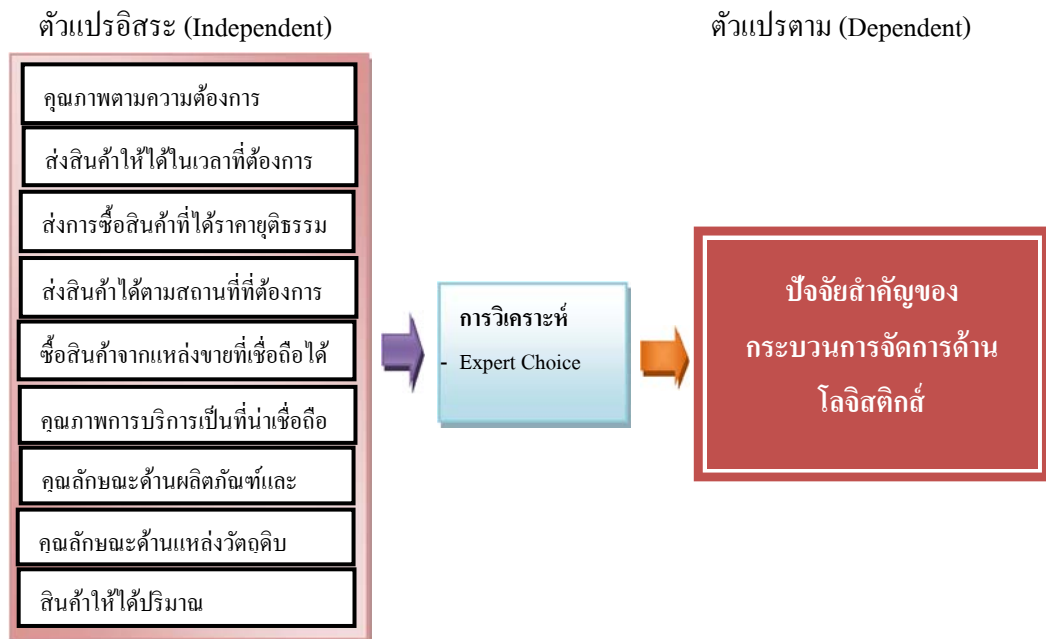 ตัวแปรอิสระ (Independent)
ตัวแปรตาม (Dependent)
คุณภาพตามความต้องการ
ส่งสินค้าให้ได้ในเวลาที่ต้องการ
ส่งการซื้อสินค้าที่ได้ราคายุติธรรม
ส่งสินค้าได้ตามสถานที่ที่ต้องการ
ซื้อสินค้าจากแหล่งขายที่เชื่อถือได้
คุณภาพการบริการเป็นที่น่าเชื่อถือ
คุณลักษณะด้านผลิตภัณฑ์และ
คุณลักษณะด้านแหล่งวัตถุดิบ
สินค้าให้ได้ปริมาณ
การวิเคราะห์
- Expert Choice
ปัจจัยสำคัญของ
กระบวนการจัดการด้าน
โลจิสติกส์